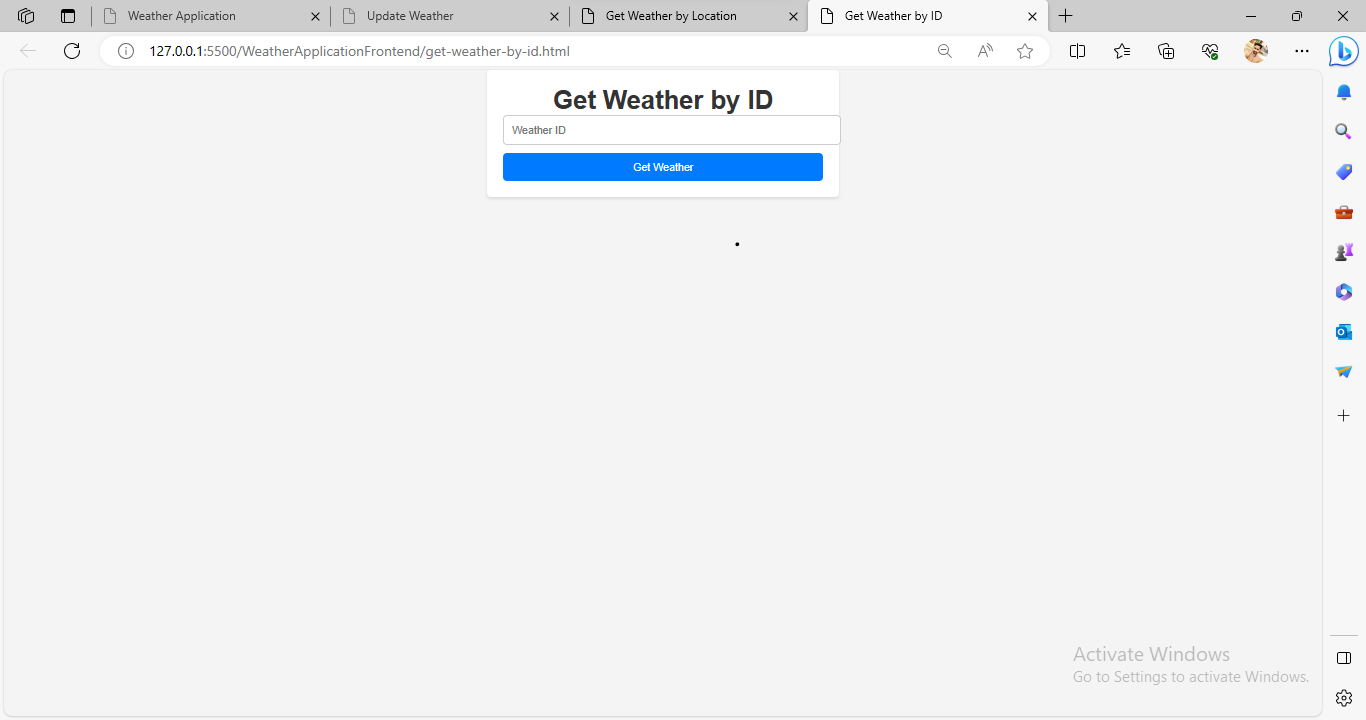 Weather Application
Update Weather
Get Weather by Location
Get Weather by ID
127.0.0.1:5500/WeatherApplicationFrontend/get-weather-by-id.html
Get Weather by ID
Weather ID
Get Weather
Activate Windows
Go to Settings to activate Windows.